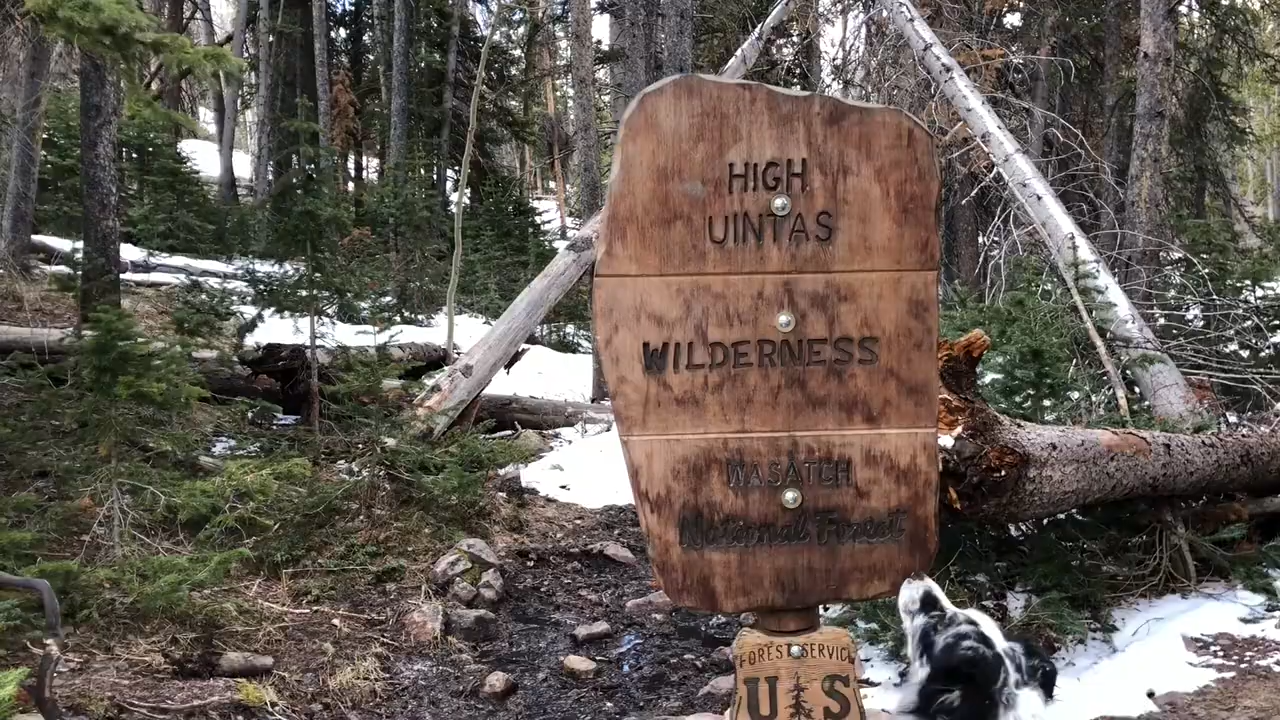 HIGH
UINTAS
WILDERNESS
WASATCH
National Forest
FOREST SERVICE
U S